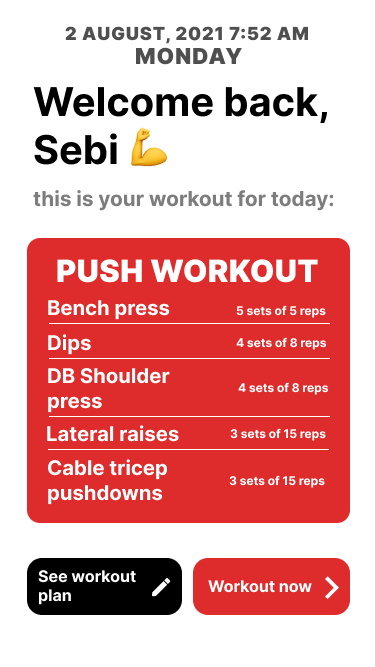 2 AUGUST, 2021 7:52 AM
MONDAY
Welcome back,
Sebi 💪
this is your workout for today:
PUSH WORKOUT
Bench press 5 sets of 5 reps
Dips 4 sets of 8 reps
DB Shoulder
press 4 sets of 8 reps
Lateral raises 3 sets of 15 reps
Cable tricep
pushdowns 3 sets of 15 reps
See workout
plan
Workout now